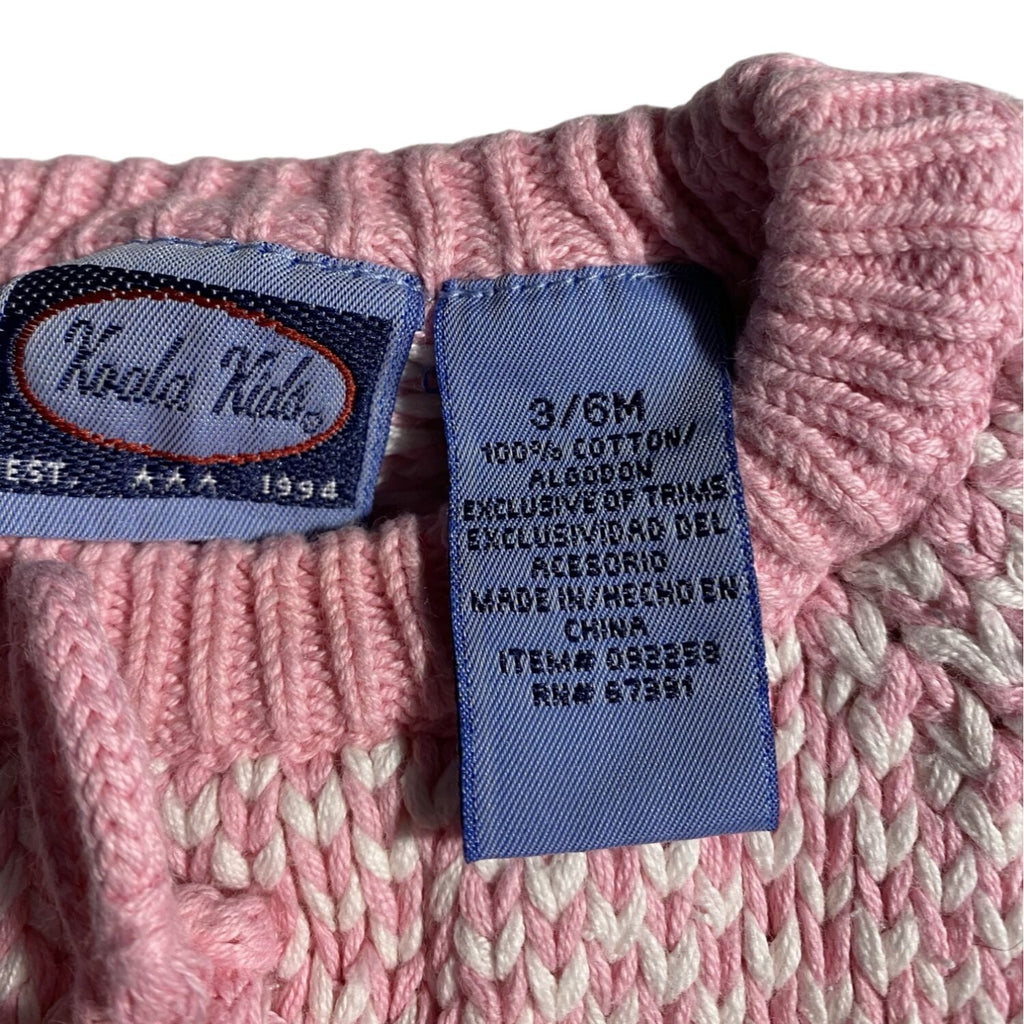 Koala Kids
EST. ★★★ 1994
3/6M
100% COTTON/
ALGODON
EXCLUSIVE OF TRIMS
EXCLUSIVIDAD DEL
ACESORIO
MADE IN/HECHO EN
CHINA
ITEM# 092259
RN# 67391